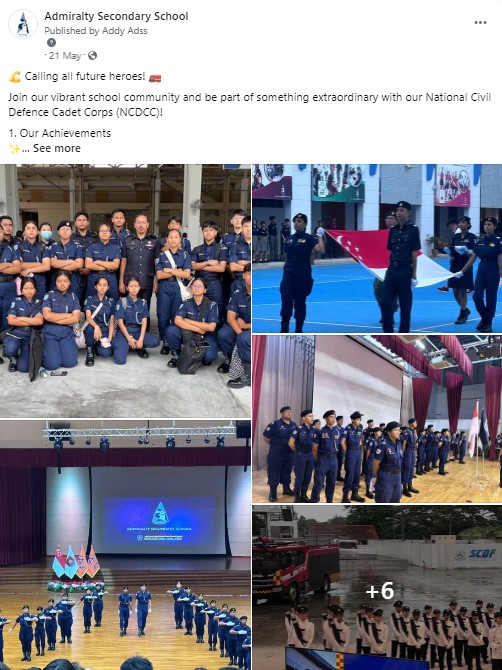 Admiralty Secondary School
Published by Addy Adss
· 21 May ·
💪 Calling all future heroes! 🚒
Join our vibrant school community and be part of something extraordinary with our National Civil
Defence Cadet Corps (NCDCC)!
1. Our Achievements
✨... See more
ADMIRALTY SECONDARY SCHOOL
SCDF
+6